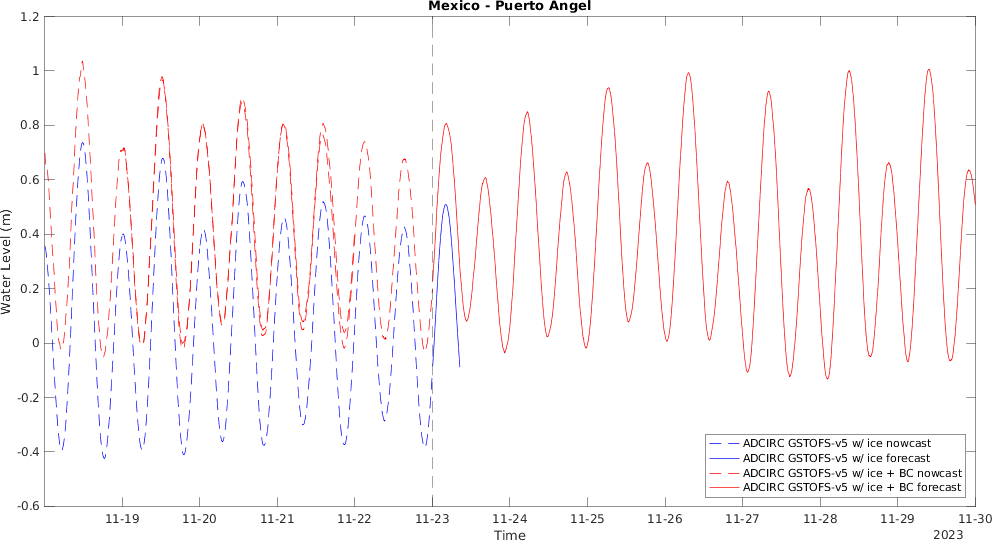 Mexico - Puerto Angel
1.2
1
0.8
0.6
0.4
0.2
0
-0.2
-0.4
-0.6
Water Level (m)
ADCIRC GSTOFS-v5 w/ ice nowcast
ADCIRC GSTOFS-v5 w/ ice forecast
ADCIRC GSTOFS-v5 w/ ice + BC nowcast
ADCIRC GSTOFS-v5 w/ ice + BC forecast
11-19 11-20 11-21 11-22 11-23 11-24 11-25 11-26 11-27 11-28 11-29 11-30
Time
2023